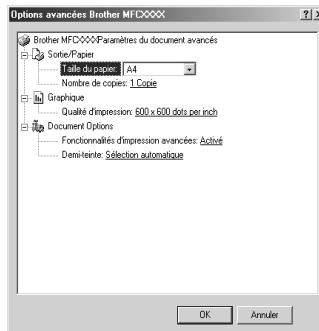 Options avancées Brother MFCXXXX
Brother MFCXXXXParamètres du document avancés
Sortie/Papier
Taille du papier: A4
Nombre de copies: 1 Copie
Graphique
Qualité d'impression: 600 x 600 dots per inch
Document Options
Fonctionnalités d'impression avancées: Activé
Demi-teinte: Sélection automatique
OK Annuler